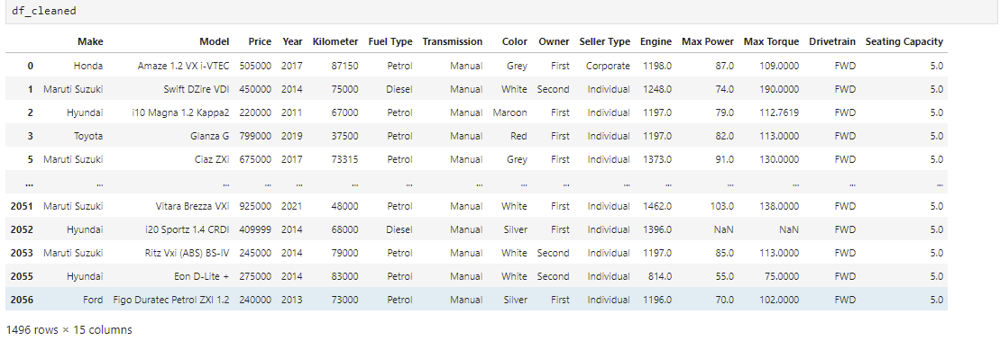 df_cleaned
Make Model Price Year Kilometer Fuel Type Transmission Color Owner Seller Type Engine Max Power Max Torque Drivetrain Seating Capacity
0 Honda Amaze 1.2 VX i-VTEC 505000 2017 87150 Petrol Manual Grey First Corporate 1198.0 87.0 109.0000 FWD 5.0
1 Maruti Suzuki Swift DZire VDI 450000 2014 75000 Diesel Manual White Second Individual 1248.0 74.0 190.0000 FWD 5.0
2 Hyundai i10 Magna 1.2 Kappa2 220000 2011 67000 Petrol Manual Maroon First Individual 1197.0 79.0 112.7619 FWD 5.0
3 Toyota Glanza G 799000 2019 37500 Petrol Manual Red First Individual 1197.0 82.0 113.0000 FWD 5.0
5 Maruti Suzuki Ciaz ZXi 675000 2017 73315 Petrol Manual Grey First Individual 1373.0 91.0 130.0000 FWD 5.0
... ... ... ... ... ... ... ... ... ... ... ... ... ... ... ...
2051 Maruti Suzuki Vitara Brezza VXi 925000 2021 48000 Petrol Manual White First Individual 1462.0 103.0 138.0000 FWD 5.0
2052 Hyundai i20 Sportz 1.4 CRDI 409999 2014 68000 Diesel Manual Silver First Individual 1396.0 NaN NaN FWD 5.0
2053 Maruti Suzuki Ritz Vxi (ABS) BS-IV 245000 2014 79000 Petrol Manual White Second Individual 1197.0 85.0 113.0000 FWD 5.0
2055 Hyundai Eon D-Lite + 275000 2014 83000 Petrol Manual White Second Individual 814.0 55.0 75.0000 FWD 5.0
2056 Ford Figo Duratec Petrol ZXI 1.2 240000 2013 73000 Petrol Manual Silver First Individual 1196.0 70.0 102.0000 FWD 5.0
1496 rows × 15 columns